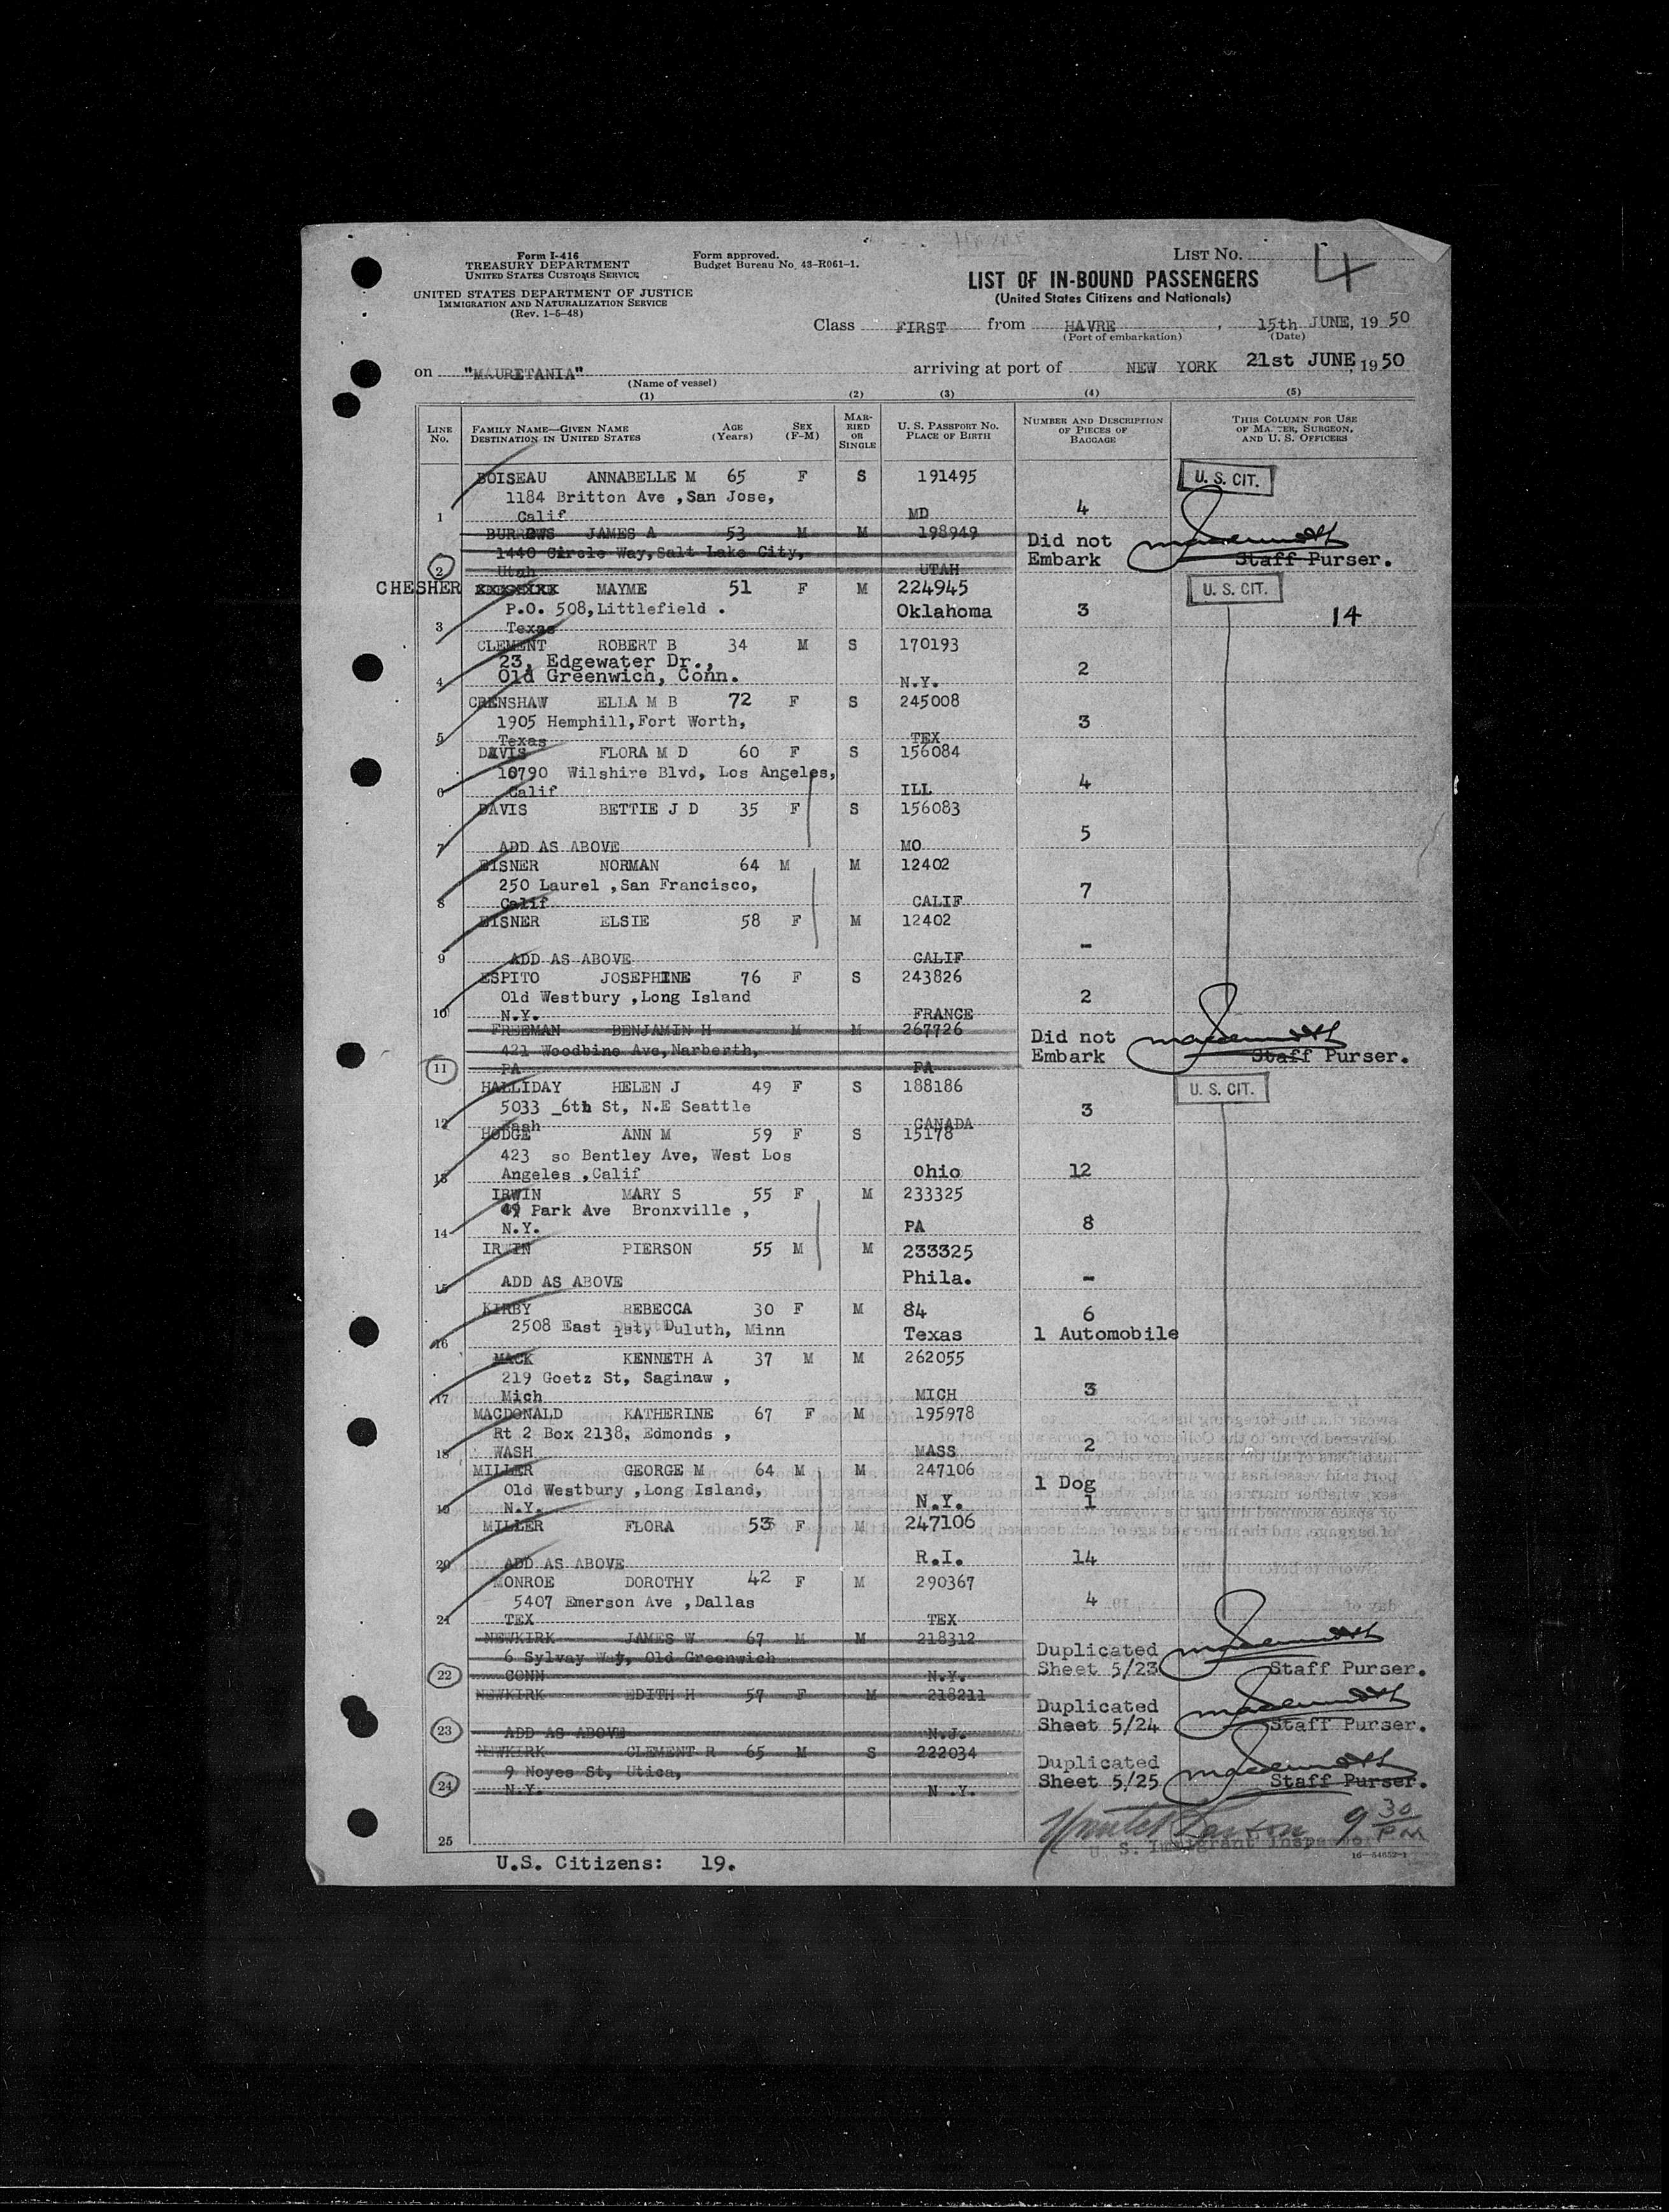 Form I-416
TREASURY DEPARTMENT
UNITED STATES CUSTOMS SERVICE
UNITED STATES DEPARTMENT OF JUSTICE
IMMIGRATION AND NATURALIZATION SERVICE
(Rev. 1-5-48)
Form approved.
Budget Bureau No. 43-R061-1.
LIST No. 4
LIST OF IN-BOUND PASSENGERS
(United States Citizens and Nationals)
Class FIRST from HAVRE, 15th JUNE, 19 50
(Port of embarkation) (Date)
on "MAURETANIA" arriving at port of NEW YORK 21st JUNE, 19 50
(Name of vessel)
(1) (2) (3) (4) (5)
LINE No. FAMILY NAME—GIVEN NAME DESTINATION IN UNITED STATES AGE (Years) SEX (F-M) MARRIED OR SINGLE U. S. PASSPORT NO. PLACE OF BIRTH NUMBER AND DESCRIPTION OF PIECES OF BAGGAGE THIS COLUMN FOR USE OF MASTER, SURGEON, AND U. S. OFFICERS
BOISEAU ANNABELLE M 65 F S 191495 U. S. CIT.
1184 Britton Ave ,San Jose,
1 Calif MD 4
BURROWS JAMES A 53 M M 198949 Did not
1440 Circle Way,Salt Lake City, Embark Staff Purser.
2 Utah UTAH
CHESHER MAYME 51 F M 224945 U. S. CIT.
P.O. 508,Littlefield . Oklahoma 3 14
3 Texas
CLEMENT ROBERT B 34 M S 170193
23, Edgewater Dr., 2
4 Old Greenwich, Conn. N.Y.
CRENSHAW ELLA M B 72 F S 245008
1905 Hemphill,Fort Worth, 3
5 Texas TEX
DAVIS FLORA M D 60 F S 156084
10790 Wilshire Blvd, Los Angeles,
6 Calif ILL 4
DAVIS BETTIE J D 35 F S 156083
5
7 ADD AS ABOVE MO
EISNER NORMAN 64 M M 12402
250 Laurel ,San Francisco, 7
8 Calif CALIF
EISNER ELSIE 58 F M 12402
-
9 ADD AS ABOVE CALIF
ESPITO JOSEPHINE 76 F S 243826
Old Westbury ,Long Island 2
10 N.Y. FRANCE
FREEMAN BENJAMIN H M M 267726 Did not
421 Woodbine Ave,Narberth, Embark Staff Purser.
11 PA PA
HALLIDAY HELEN J 49 F S 188186 U. S. CIT.
5033 _6th St, N.E Seattle 3
12 Wash CANADA
HODGE ANN M 59 F S 15178
423 so Bentley Ave, West Los
13 Angeles ,Calif Ohio 12
IRWIN MARY S 55 F M 233325
49 Park Ave Bronxville ,
14 N.Y. PA 8
IRWIN PIERSON 55 M M 233325
15 ADD AS ABOVE Phila. -
KIRBY REBECCA 30 F M 84 6
16 2508 East 1st, Duluth, Minn Texas 1 Automobile
MACK KENNETH A 37 M M 262055
219 Goetz St, Saginaw ,
17 Mich MICH 3
MACDONALD KATHERINE 67 F M 195978
Rt 2 Box 2138, Edmonds ,
18 WASH MASS 2
MILLER GEORGE M 64 M M 247106
Old Westbury ,Long Island, 1 Dog
19 N.Y. N.Y. 1
MILLER FLORA 53 F M 247106
20 ADD AS ABOVE R.I. 14
MONROE DOROTHY 42 F M 290367
5407 Emerson Ave ,Dallas 4
21 TEX TEX
NEWKIRK JAMES W 67 M M 218312 Duplicated
6 Sylvay Way, Old Greenwich Sheet 5/23 Staff Purser.
22 CONN N.Y.
NEWKIRK EDITH H 57 F M 218211 Duplicated
23 ADD AS ABOVE N.J. Sheet 5/24 Staff Purser.
NEWKIRK CLEMENT R 65 M S 222034 Duplicated
9 Noyes St, Utica, Sheet 5/25 Staff Purser.
24 N.Y. N.Y.
9 30 PM
25 U. S. Immigrant Inspector
16—54652-1
U.S. Citizens: 19.